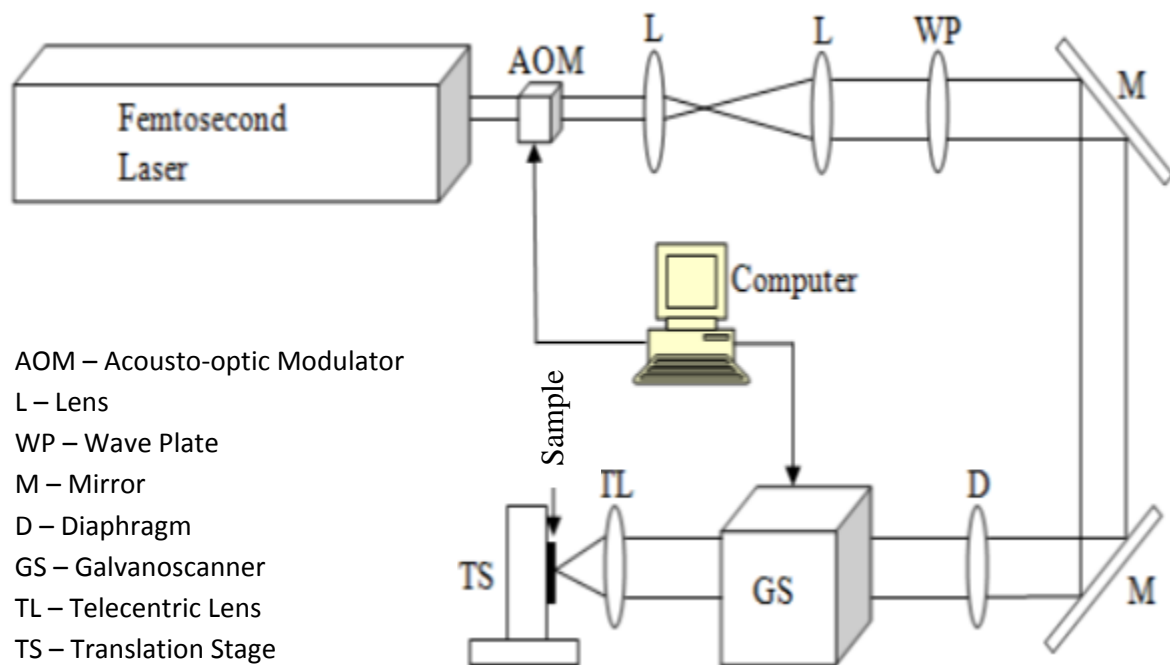 L
L
WP
AOM
M
Femtosecond
Laser
Computer
AOM – Acousto-optic Modulator
L – Lens
WP – Wave Plate
M – Mirror
D – Diaphragm
GS – Galvanoscanner
TL – Telecentric Lens
TS – Translation Stage
Sample
TL
D
TS
GS
M